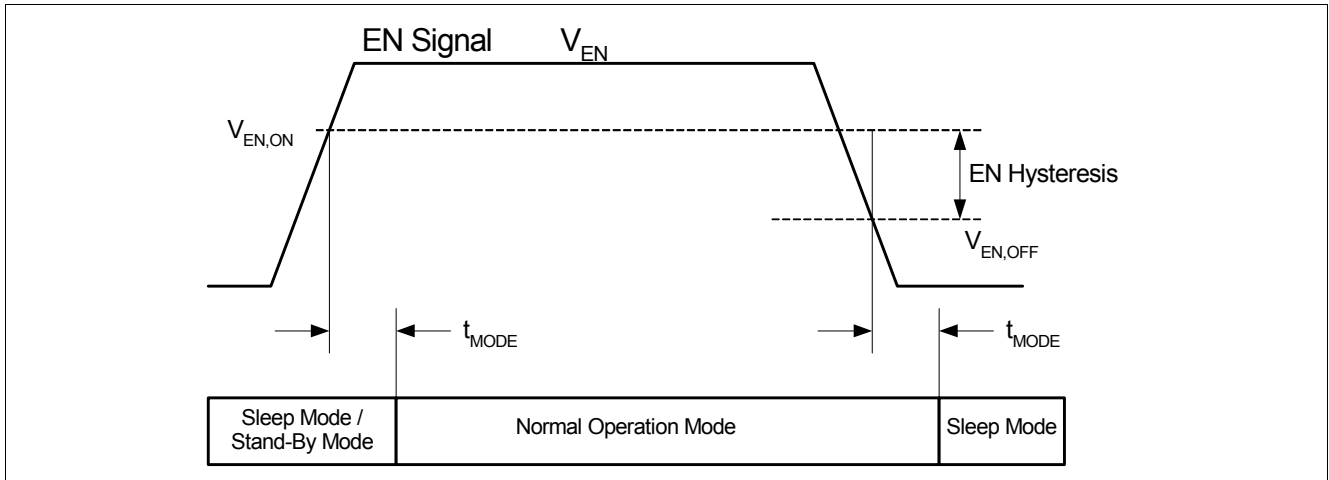 EN Signal V_EN
V_EN,ON
EN Hysteresis
V_EN,OFF
t_MODE
t_MODE
Sleep Mode /
Stand-By Mode
Normal Operation Mode
Sleep Mode